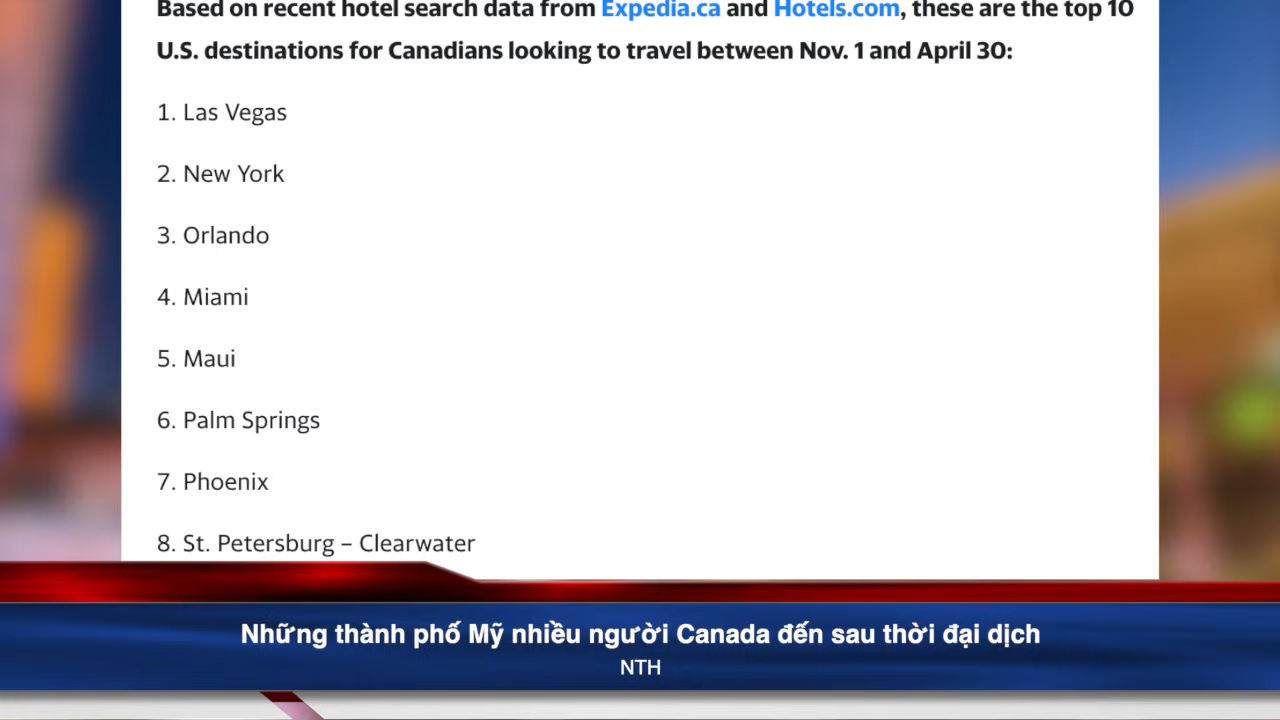 Based on recent hotel search data from Expedia.ca and Hotels.com, these are the top 10
U.S. destinations for Canadians looking to travel between Nov. 1 and April 30:
1. Las Vegas
2. New York
3. Orlando
4. Miami
5. Maui
6. Palm Springs
7. Phoenix
8. St. Petersburg – Clearwater
Những thành phố Mỹ nhiều người Canada đến sau thời đại dịch
NTH